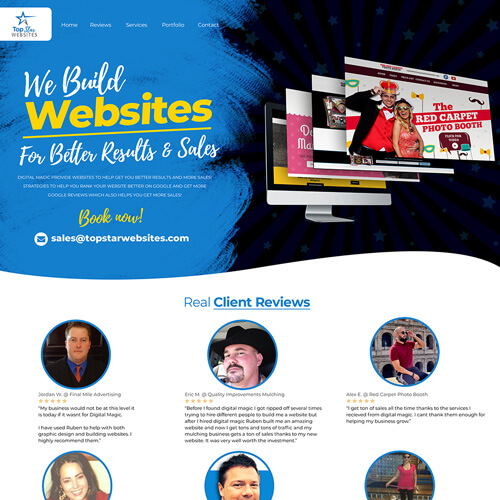 Top Star
WEBSITES
Home Reviews Services Portfolio Contact
We Build
Websites
For Better Results & Sales
DIGITAL MAGIC PROVIDE WEBSITES TO HELP GET YOU BETTER RESULTS AND MORE SALES!
STRATEGIES TO HELP YOU RANK YOUR WEBSITE BETTER ON GOOGLE AND GET MORE
GOOGLE REVIEWS WHICH ALSO HELPS YOU GET MORE SALES!
Book now!
sales@topstarwebsites.com
The
RED CARPET
PHOTO BOOTH
Real Client Reviews
Jordan W. @ Final Mile Advertising
"My business would not be at this level it
is today if it wasnt for Digital Magic.
I have used Ruben to help with both
graphic design and building websites. I
highly recommend them."
Eric M. @ Quality Improvements Mulching
"Before I found digital magic I got ripped off several times
trying to hire different people to build me a website but
after I hired digital magic Ruben built me an amazing
website and now I get tons and tons of traffic and my
mulching business gets a ton of sales thanks to my new
website. It was very well worth the investment."
Alex E. @ Red Carpet Photo Booth
"I get ton of sales all the time thanks to the services I
recieved from digital magic. I cant thank them enough for
helping my business grow."